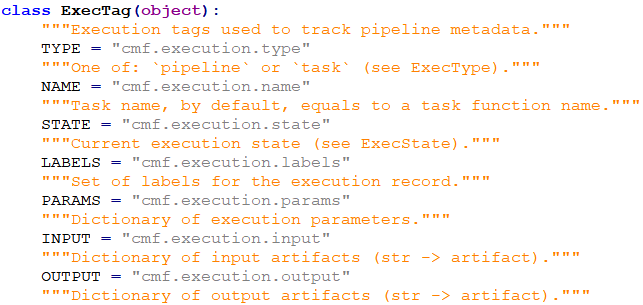 class ExecTag(object):
    """Execution tags used to track pipeline metadata."""
    TYPE = "cmf.execution.type"
    """One of: `pipeline` or `task` (see ExecType)."""
    NAME = "cmf.execution.name"
    """Task name, by default, equals to a task function name."""
    STATE = "cmf.execution.state"
    """Current execution state (see ExecState)."""
    LABELS = "cmf.execution.labels"
    """Set of labels for the execution record."""
    PARAMS = "cmf.execution.params"
    """Dictionary of execution parameters."""
    INPUT = "cmf.execution.input"
    """Dictionary of input artifacts (str -> artifact)."""
    OUTPUT = "cmf.execution.output"
    """Dictionary of output artifacts (str -> artifact)."""